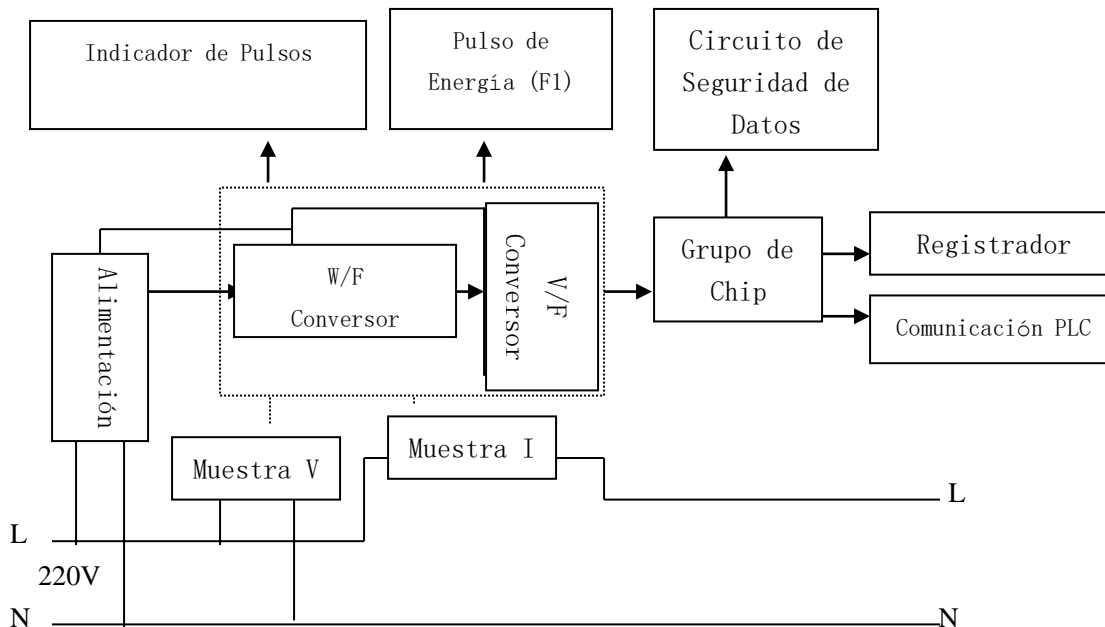 Indicador de Pulsos
Pulso de
Energía (F1)
Circuito de
Seguridad de
Datos
Alimentación
W/F
Conversor
V/F
Conversor
Grupo de
Chip
Registrador
Comunicación PLC
Muestra V
Muestra I
L
L
220V
N
N